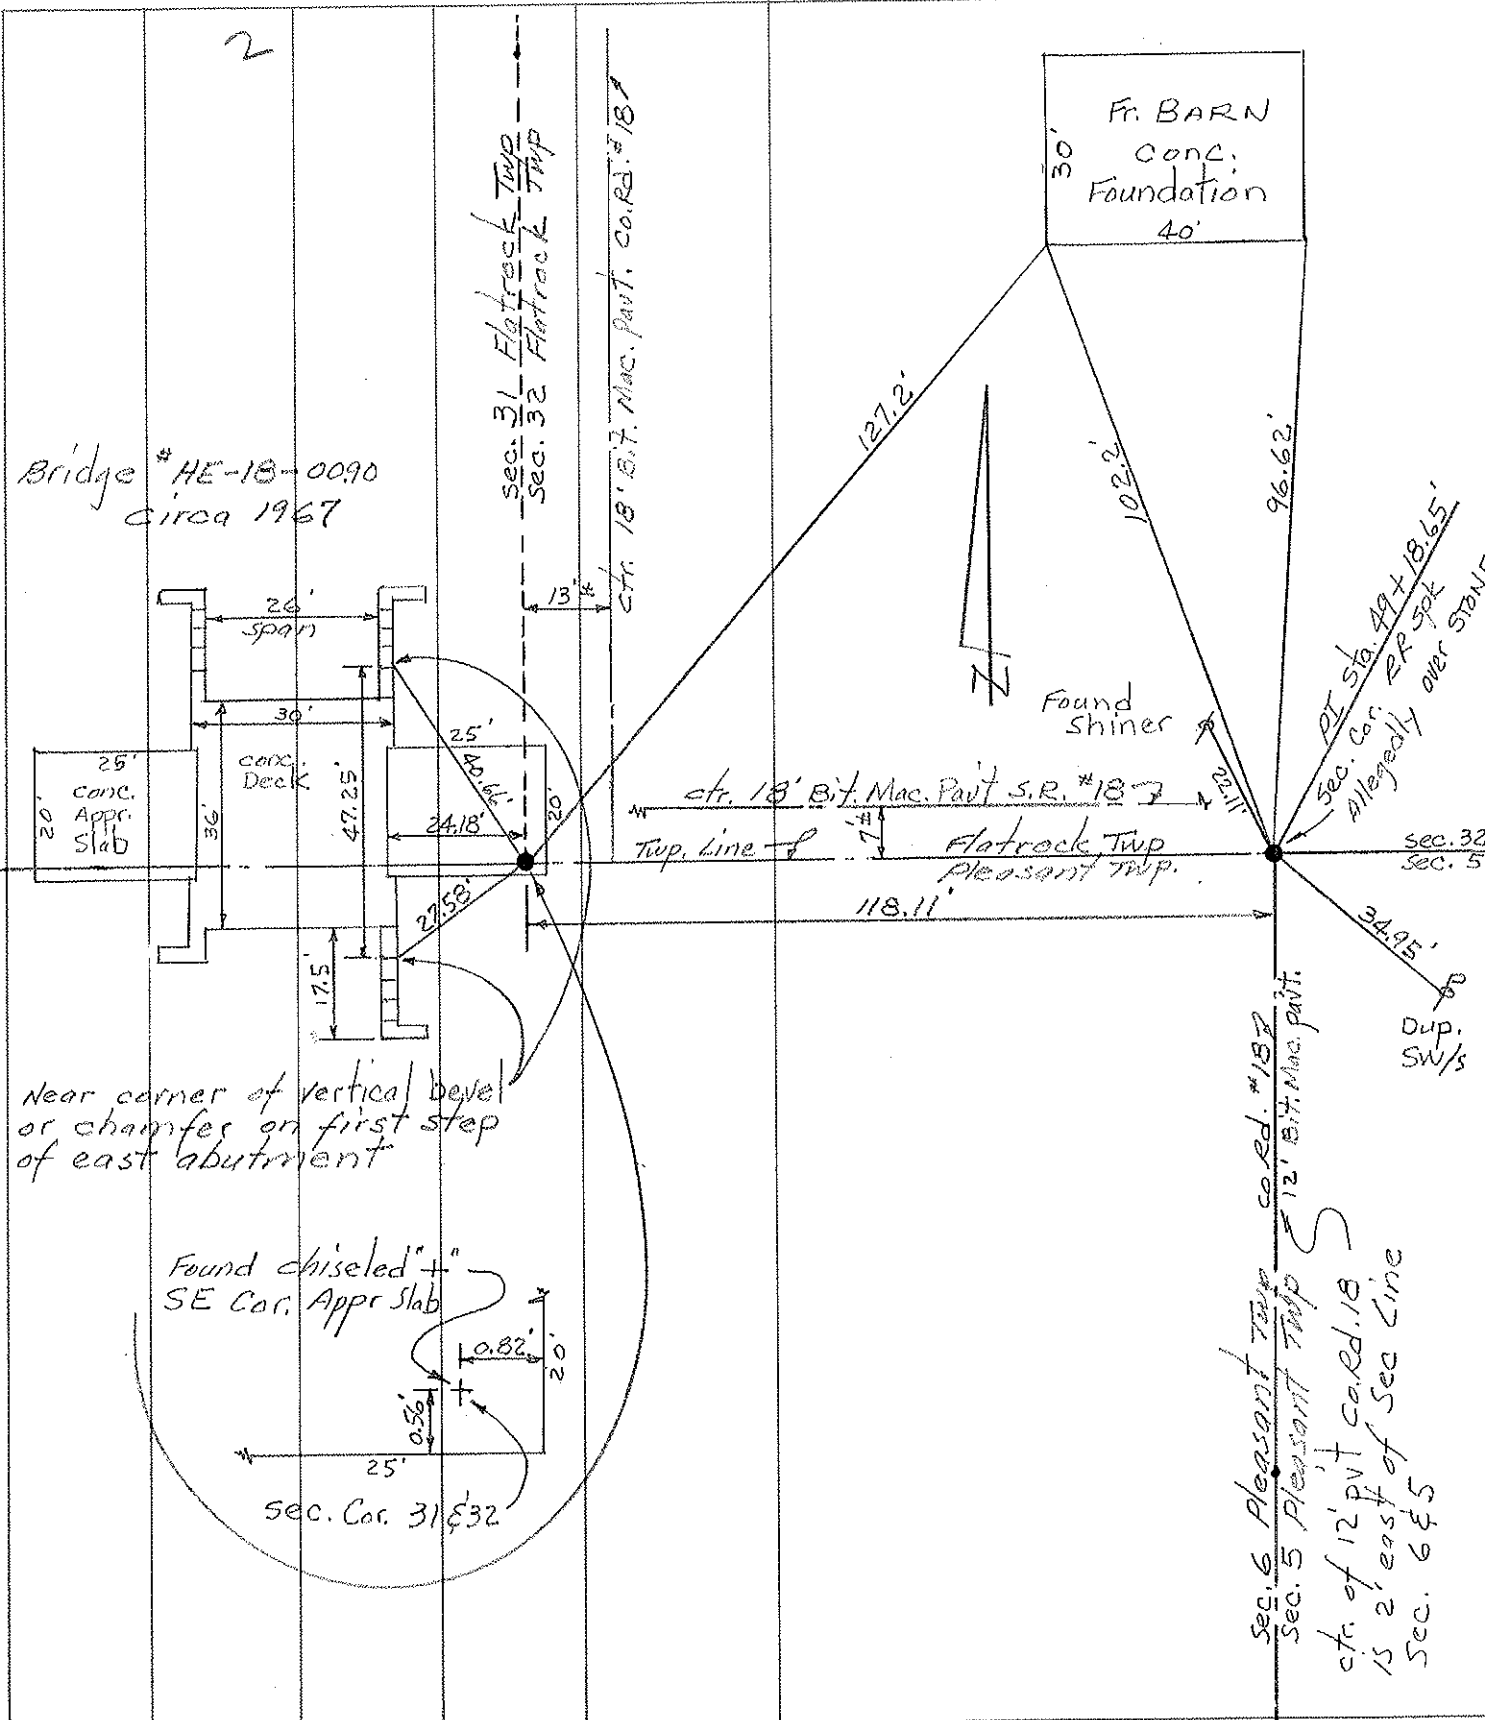 2
Fr. BARN
Conc.
Foundation
40'
30'
Sec. 31 Flatrock Twp
Sec. 32 Flatrock Twp
ctr. 18' Bit. Mac. Pav't. Co.Rd. #18
13'±
127.2'
102.2'
96.62'
Bridge #HE-18-0090
circa 1967
26'
span
30'
25'
conc.
Appr.
Slab
20'
conc.
Deck
36'
47.25'
25'
40.66'
24.18'
20'
27.58'
17.5'
Z
Found
Shiner
22.11'
PI Sta. 49+18.65'
Sec. Cor. RR Spk
Allegedly over STONE
ctr. 18' Bit. Mac. Pav't S.R. #18
7'±
Twp. Line
Flatrock Twp
Pleasant Twp.
sec. 32
Sec. 5
118.11'
34.95'
Dup.
SW/s
Near corner of vertical bevel
or chamfer on first step
of east abutment
Found chiseled "+"
SE Cor. Appr Slab
0.82'
20'
0.56'
25'
Sec. Cor. 31 & 32
Co Rd. #18
12' Bit. Mac. pav't.
Sec. 6 Pleasant Twp
Sec. 5 Pleasant Twp
ctr. of 12' pv't Co.Rd. 18
is 2' east of Sec Line
Sec. 6 & 5